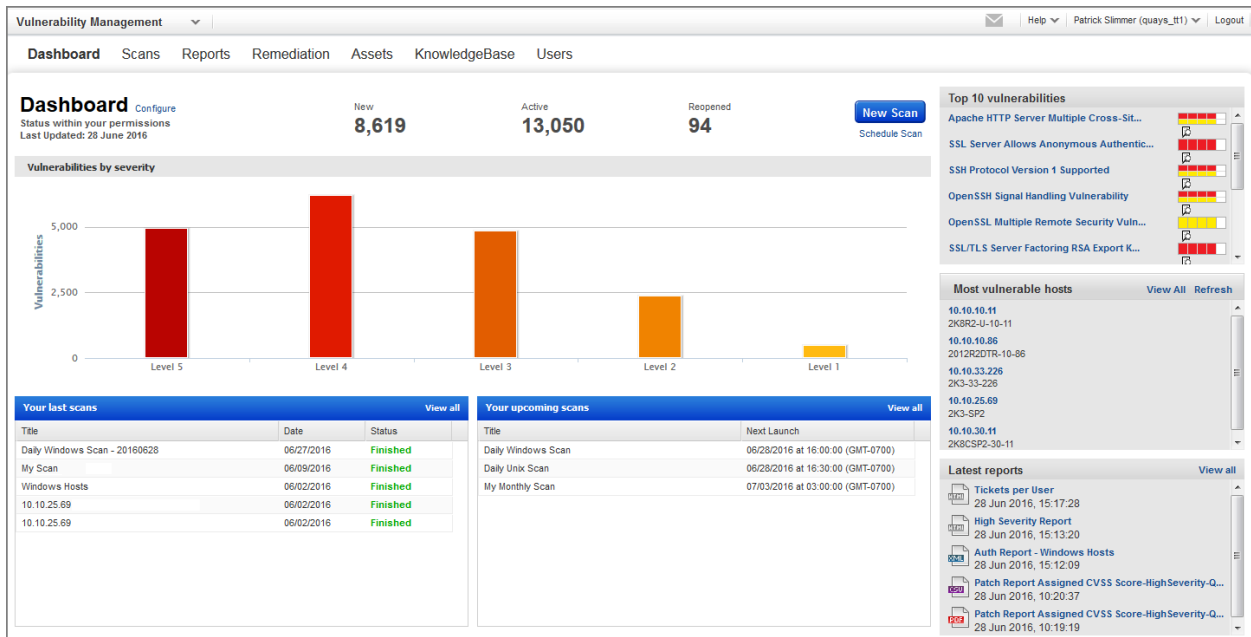 Vulnerability Management
Help Patrick Slimmer (quays_tt1) Logout
Dashboard Scans Reports Remediation Assets KnowledgeBase Users
Dashboard Configure
Status within your permissions
Last Updated: 28 June 2016
New
8,619
Active
13,050
Reopened
94
New Scan
Schedule Scan
Vulnerabilities by severity
Vulnerabilities
5,000
2,500
0
Level 5 Level 4 Level 3 Level 2 Level 1
Your last scans View all
Title Date Status
Daily Windows Scan - 20160628 06/27/2016 Finished
My Scan 06/09/2016 Finished
Windows Hosts 06/02/2016 Finished
10.10.25.69 06/02/2016 Finished
10.10.25.69 06/02/2016 Finished
Your upcoming scans View all
Title Next Launch
Daily Windows Scan 06/28/2016 at 16:00:00 (GMT-0700)
Daily Unix Scan 06/28/2016 at 16:30:00 (GMT-0700)
My Monthly Scan 07/03/2016 at 03:00:00 (GMT-0700)
Top 10 vulnerabilities
Apache HTTP Server Multiple Cross-Sit...
SSL Server Allows Anonymous Authentic...
SSH Protocol Version 1 Supported
OpenSSH Signal Handling Vulnerability
OpenSSL Multiple Remote Security Vuln...
SSL/TLS Server Factoring RSA Export K...
Most vulnerable hosts View All Refresh
10.10.10.11
2K8R2-U-10-11
10.10.10.86
2012R2DTR-10-86
10.10.33.226
2K3-33-226
10.10.25.69
2K3-SP2
10.10.30.11
2K8CSP2-30-11
Latest reports View all
Tickets per User
28 Jun 2016, 15:17:28
High Severity Report
28 Jun 2016, 15:13:20
XML Auth Report - Windows Hosts
28 Jun 2016, 15:12:09
CSV Patch Report Assigned CVSS Score-HighSeverity-Q...
28 Jun 2016, 10:20:37
PDF Patch Report Assigned CVSS Score-HighSeverity-Q...
28 Jun 2016, 10:19:19